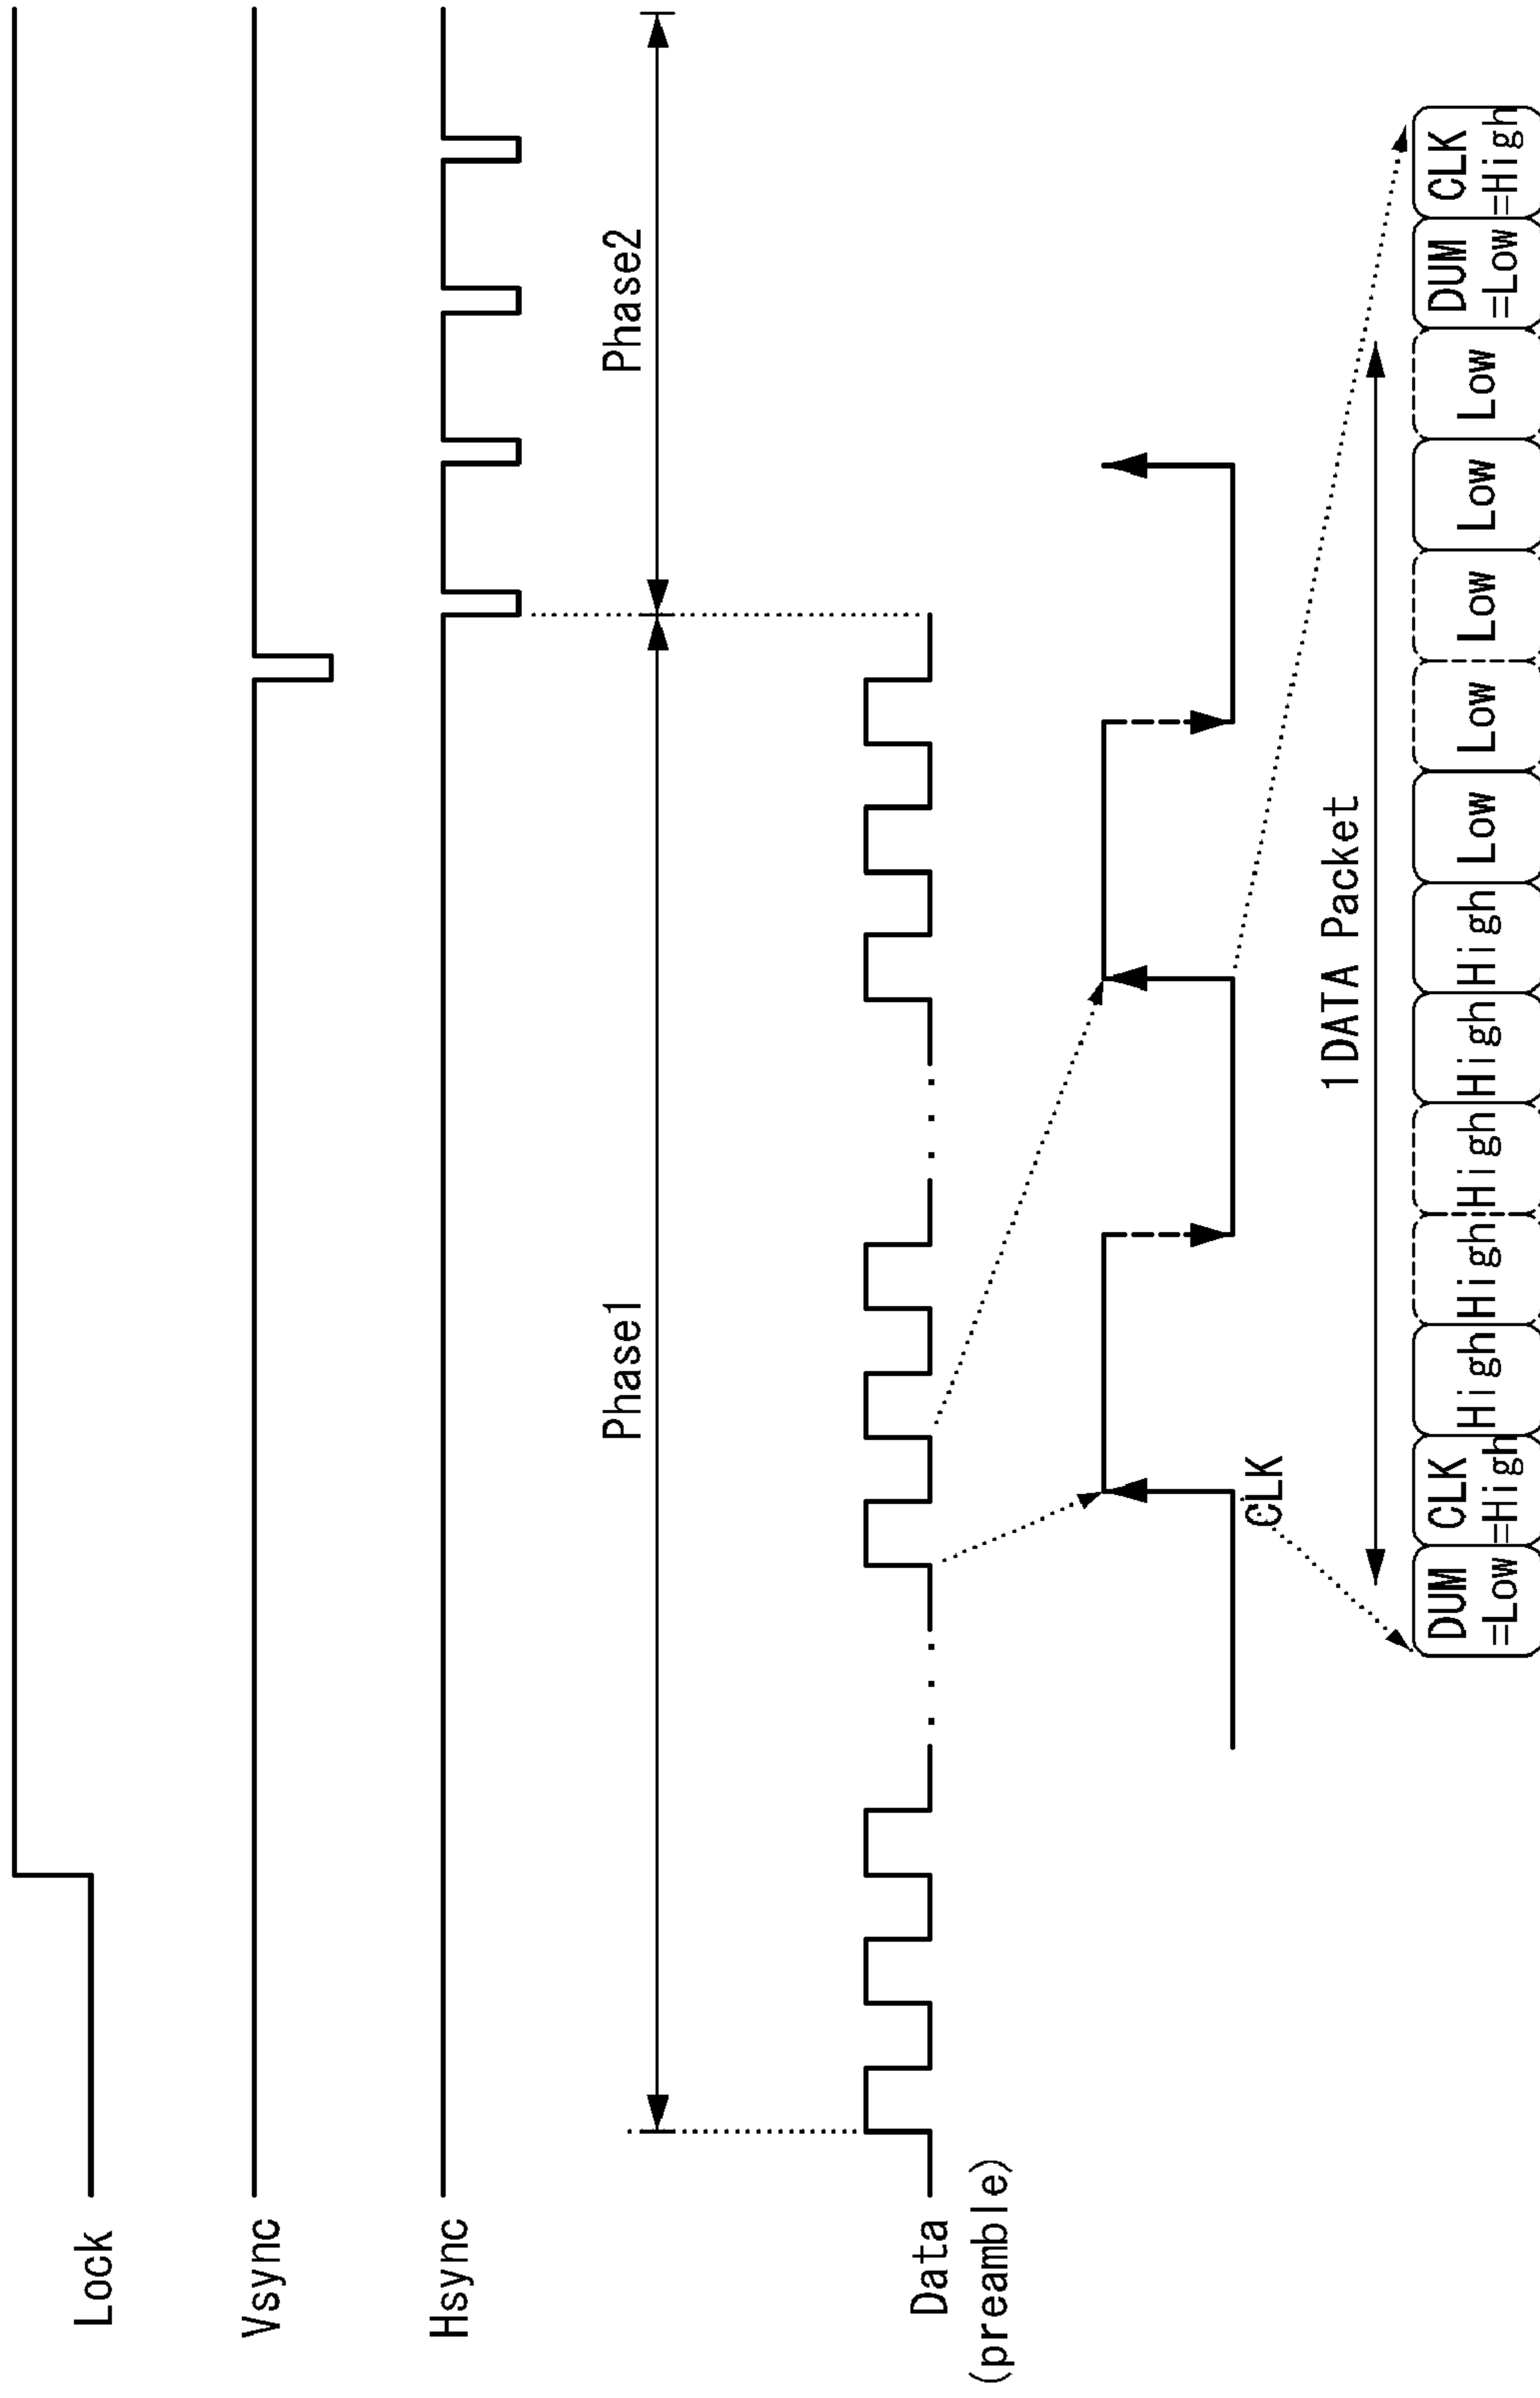 Lock
Vsync
Hsync
Phase1
Phase2
Data
(preamble)
CLK
1DATA Packet
DUM
=Low
CLK
=High
High
High
High
High
High
Low
Low
Low
Low
Low
DUM
=Low
CLK
=High